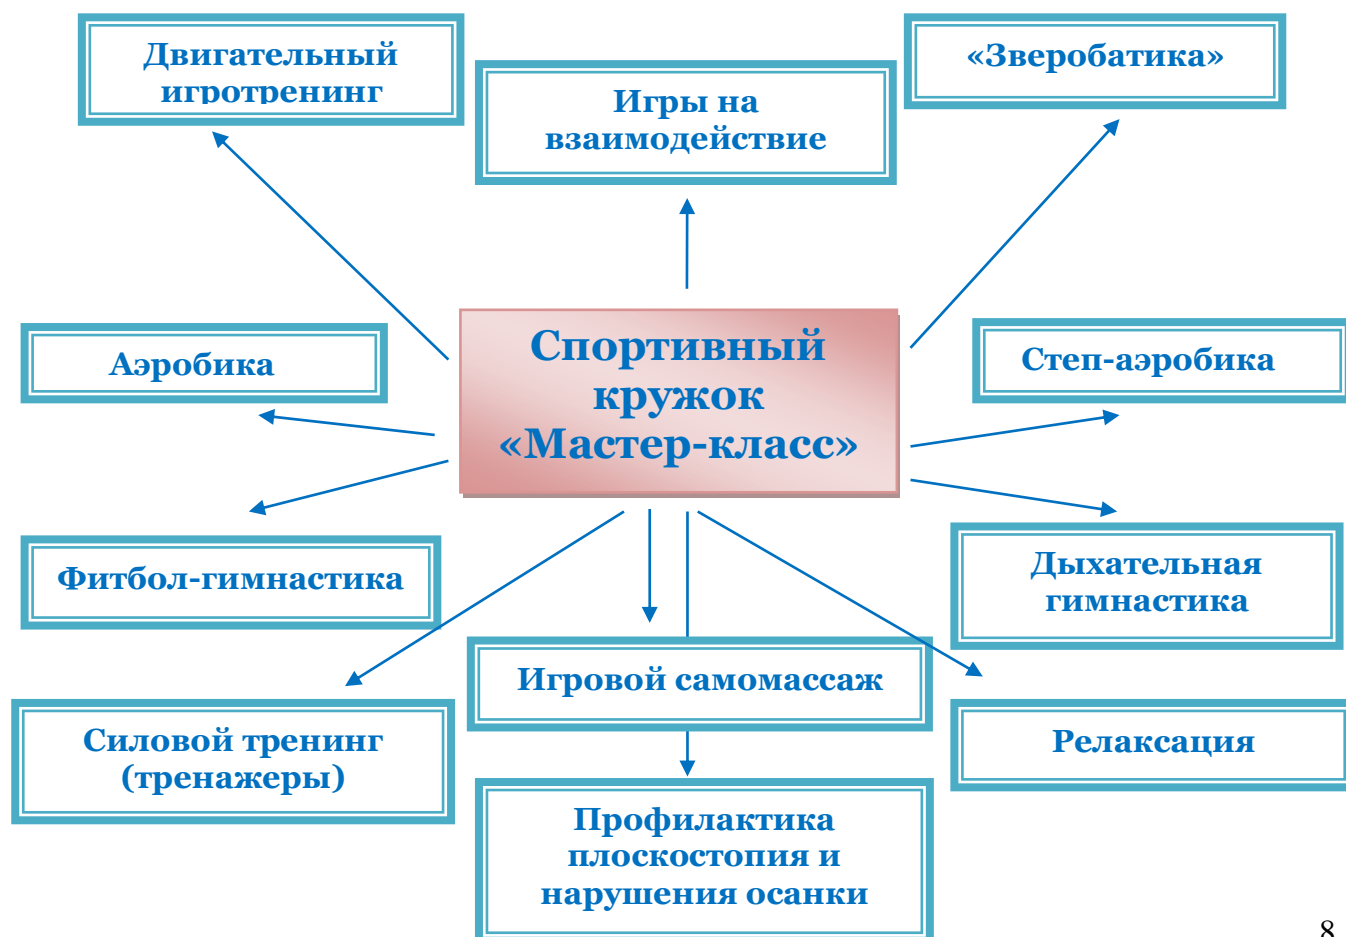 Двигательный
игротренинг
Игры на
взаимодействие
«Зверобатика»
Аэробика
Спортивный
кружок
«Мастер-класс»
Степ-аэробика
Фитбол-гимнастика
Дыхательная
гимнастика
Игровой самомассаж
Силовой тренинг
(тренажеры)
Релаксация
Профилактика
плоскостопия и
нарушения осанки
8